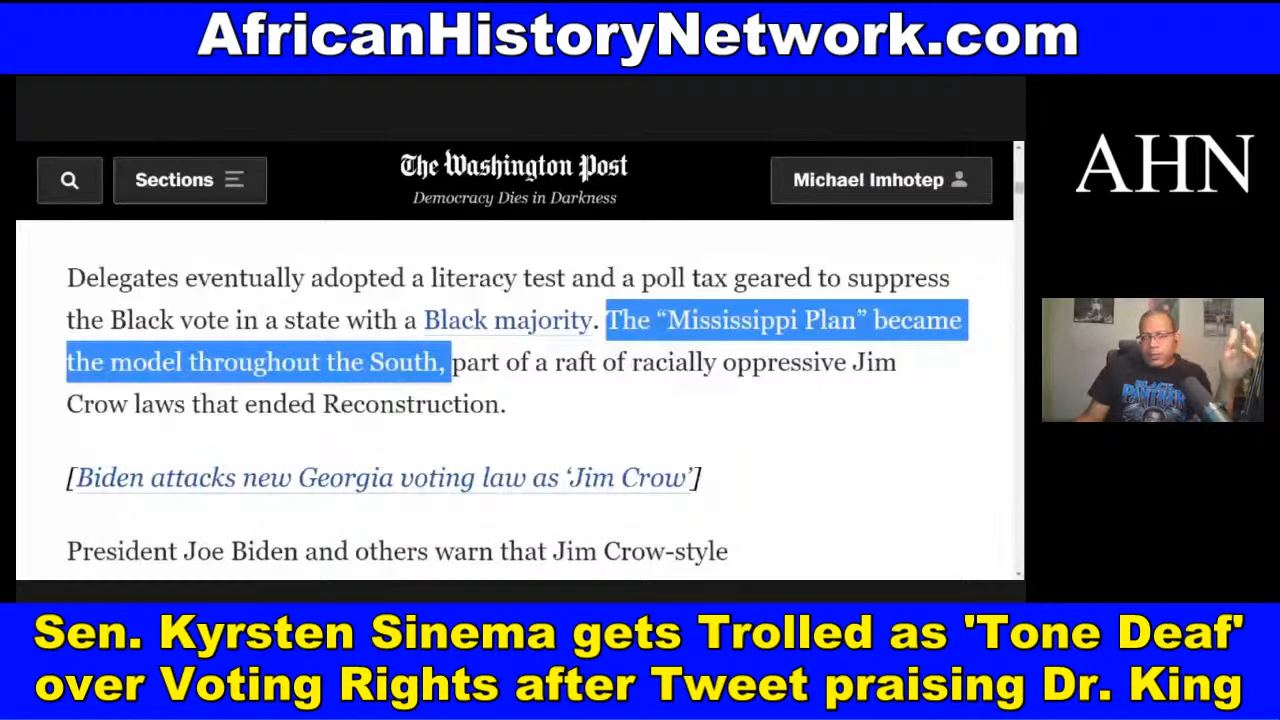 AfricanHistoryNetwork.com
Sections
The Washington Post
Democracy Dies in Darkness
Michael Imhotep
AHN
Delegates eventually adopted a literacy test and a poll tax geared to suppress
the Black vote in a state with a Black majority. The “Mississippi Plan” became
the model throughout the South, part of a raft of racially oppressive Jim
Crow laws that ended Reconstruction.
[Biden attacks new Georgia voting law as ‘Jim Crow’]
President Joe Biden and others warn that Jim Crow-style
BLACK
PANTHER
Sen. Kyrsten Sinema gets Trolled as 'Tone Deaf'
over Voting Rights after Tweet praising Dr. King